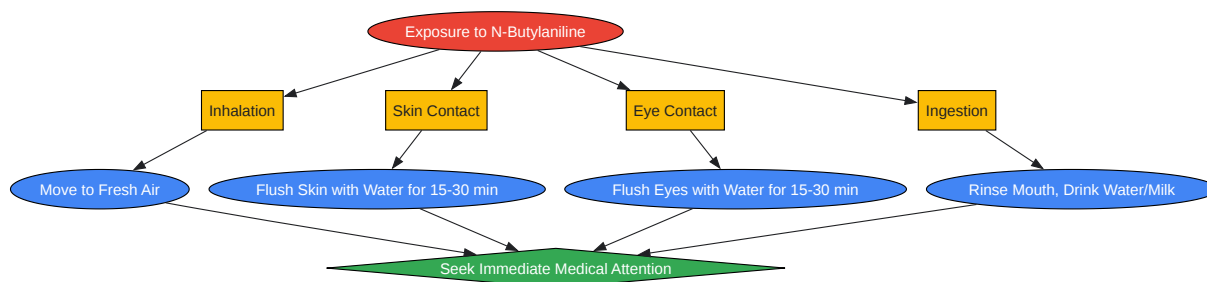 Exposure to N-Butylaniline
Inhalation
Skin Contact
Eye Contact
Ingestion
Move to Fresh Air
Flush Skin with Water for 15-30 min
Flush Eyes with Water for 15-30 min
Rinse Mouth, Drink Water/Milk
Seek Immediate Medical Attention